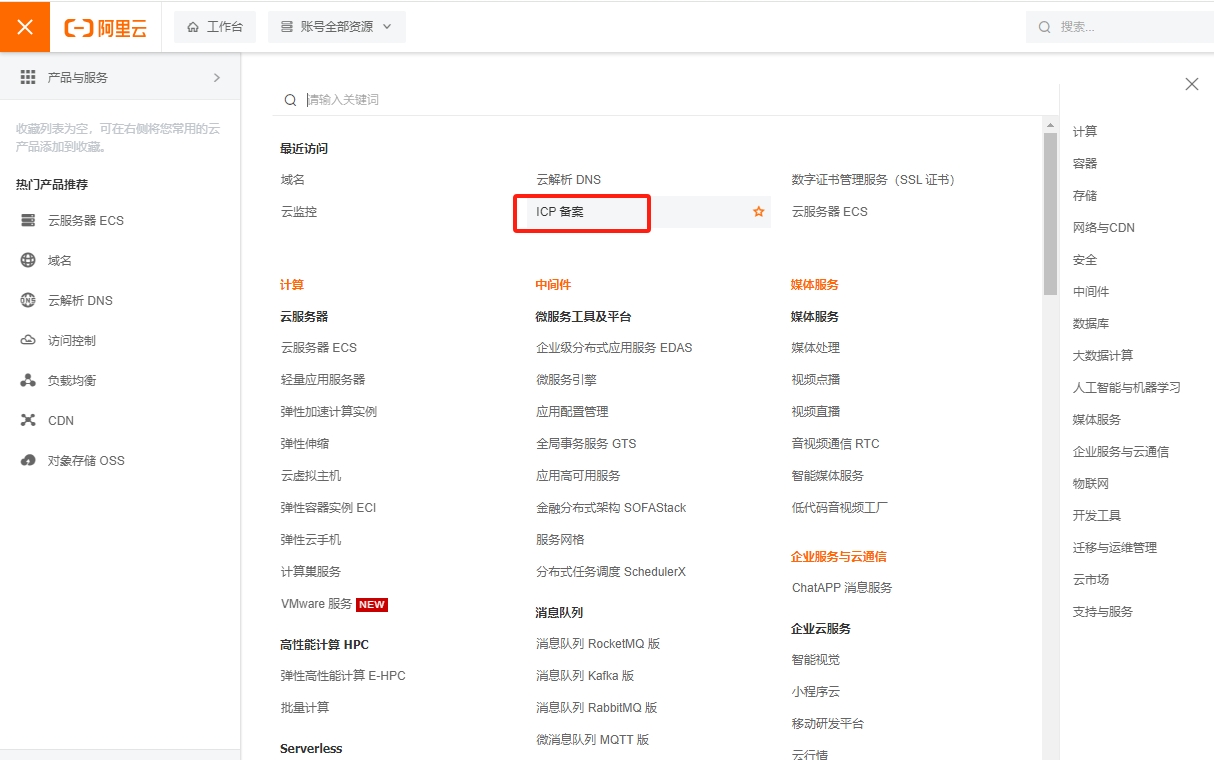 阿里云
工作台
账号全部资源
搜索...
产品与服务
收藏列表为空，可在右侧将您常用的云
产品添加到收藏。
热门产品推荐
云服务器 ECS
域名
云解析 DNS
访问控制
负载均衡
CDN
对象存储 OSS
请输入关键词
最近访问
域名
云解析 DNS
数字证书管理服务（SSL 证书）
云监控
ICP 备案
云服务器 ECS
计算
云服务器
云服务器 ECS
轻量应用服务器
弹性加速计算实例
弹性伸缩
云虚拟主机
弹性容器实例 ECI
弹性云手机
计算巢服务
VMware 服务 NEW
高性能计算 HPC
弹性高性能计算 E-HPC
批量计算
Serverless
中间件
微服务工具及平台
企业级分布式应用服务 EDAS
微服务引擎
应用配置管理
全局事务服务 GTS
应用高可用服务
金融分布式架构 SOFAStack
服务网格
分布式任务调度 SchedulerX
消息队列
消息队列 RocketMQ 版
消息队列 Kafka 版
消息队列 RabbitMQ 版
微消息队列 MQTT 版
媒体服务
媒体服务
媒体处理
视频点播
视频直播
音视频通信 RTC
智能媒体服务
低代码音视频工厂
企业服务与云通信
ChatAPP 消息服务
企业云服务
智能视觉
小程序云
移动研发平台
云行情
计算
容器
存储
网络与CDN
安全
中间件
数据库
大数据计算
人工智能与机器学习
媒体服务
企业服务与云通信
物联网
开发工具
迁移与运维管理
云市场
支持与服务